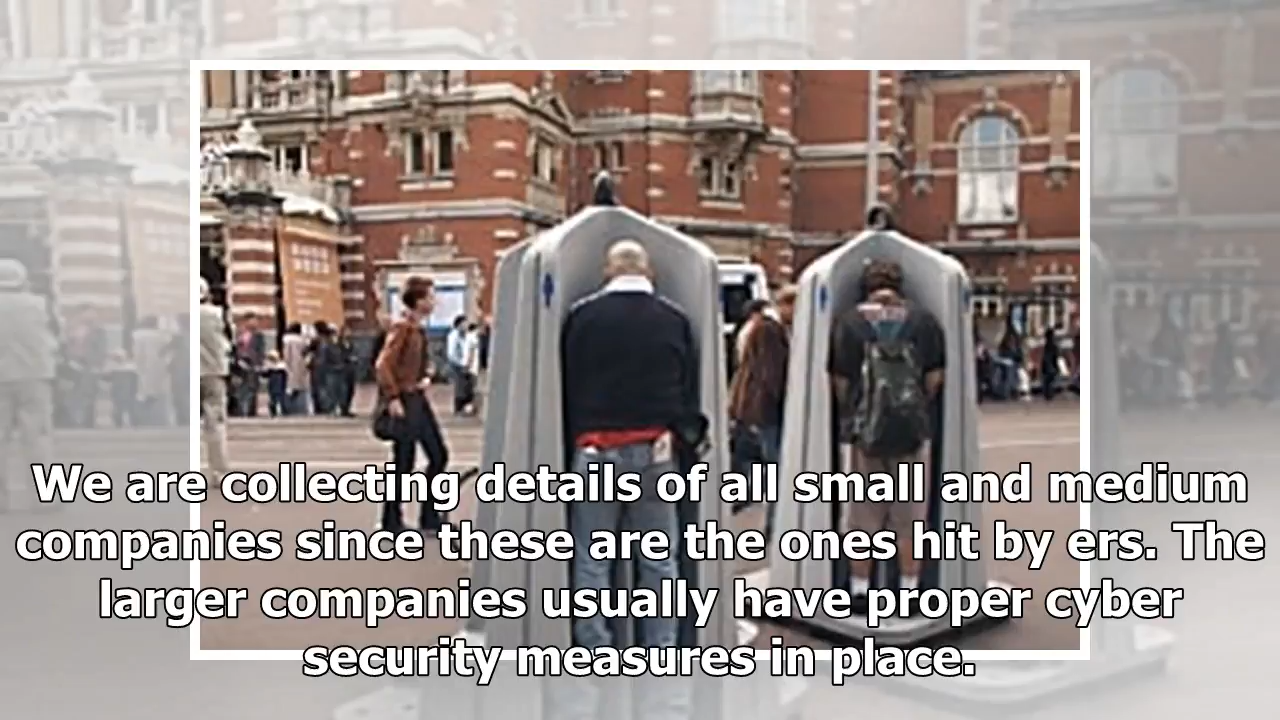 We are collecting details of all small and medium
companies since these are the ones hit by ers. The
larger companies usually have proper cyber
security measures in place.